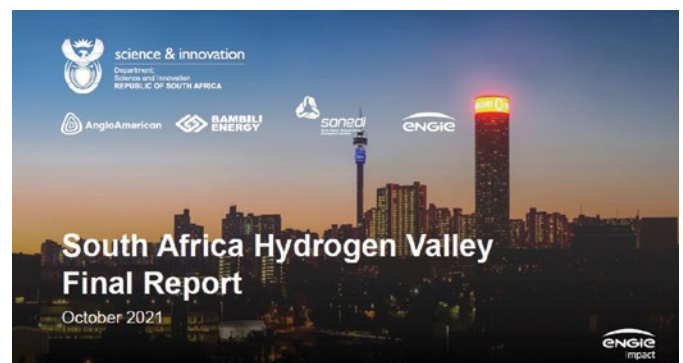 science & innovation
Department:
Science and Innovation
REPUBLIC OF SOUTH AFRICA
AngloAmerican
BAMBILI
ENERGY
sanedi
ENGIE
South Africa Hydrogen Valley
Final Report
October 2021
ENGIE
Impact